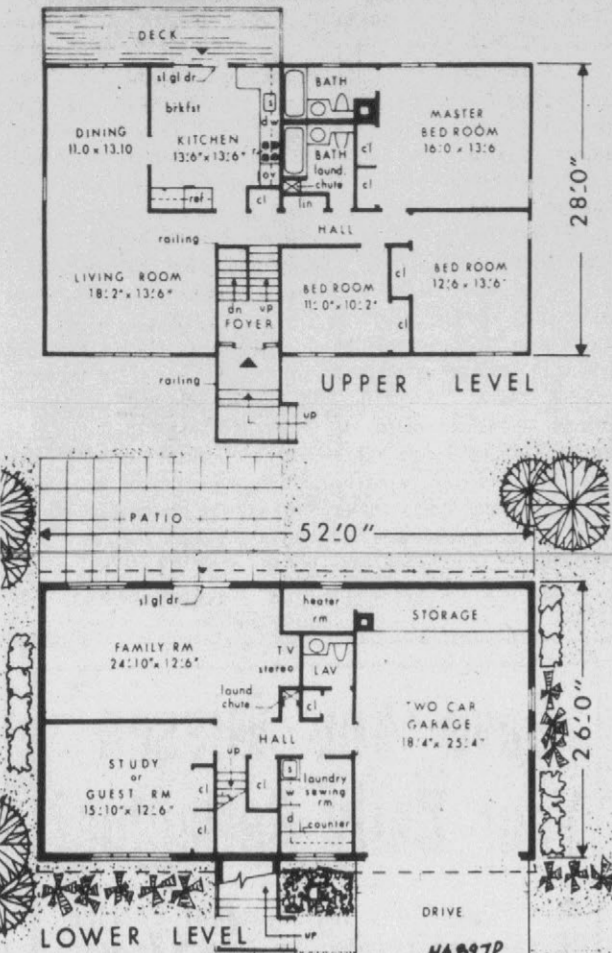 DECK
sl gl dr
BATH
brkfst
s
d w
DINING
11.0 x 13.10
KITCHEN
13'6" x 13'6"
MASTER
BED ROOM
16.0 x 13.6
BATH
laund.
chute
cl
cl
ov
ref
cl
lin
28'.0"
railing
HALL
LIVING ROOM
18'.2" x 13'.6"
dn
up
FOYER
BED ROOM
11'.0" x 10'.2"
cl
cl
BED ROOM
12'.6 x 13'.6"
railing
up
UPPER LEVEL
PATIO
52'.0"
sl gl dr
heater
rm
STORAGE
FAMILY RM
24'.10" x 12'.6"
TV
stereo
LAV
laund
chute
cl
TWO CAR
GARAGE
18'.4" x 25'.4"
26'.0"
HALL
up
STUDY
or
GUEST RM
15'.10" x 12'.6"
cl
cl
cl
s
w
d
laundry
sewing
rm
counter
LOWER LEVEL
up
DRIVE
HA897D